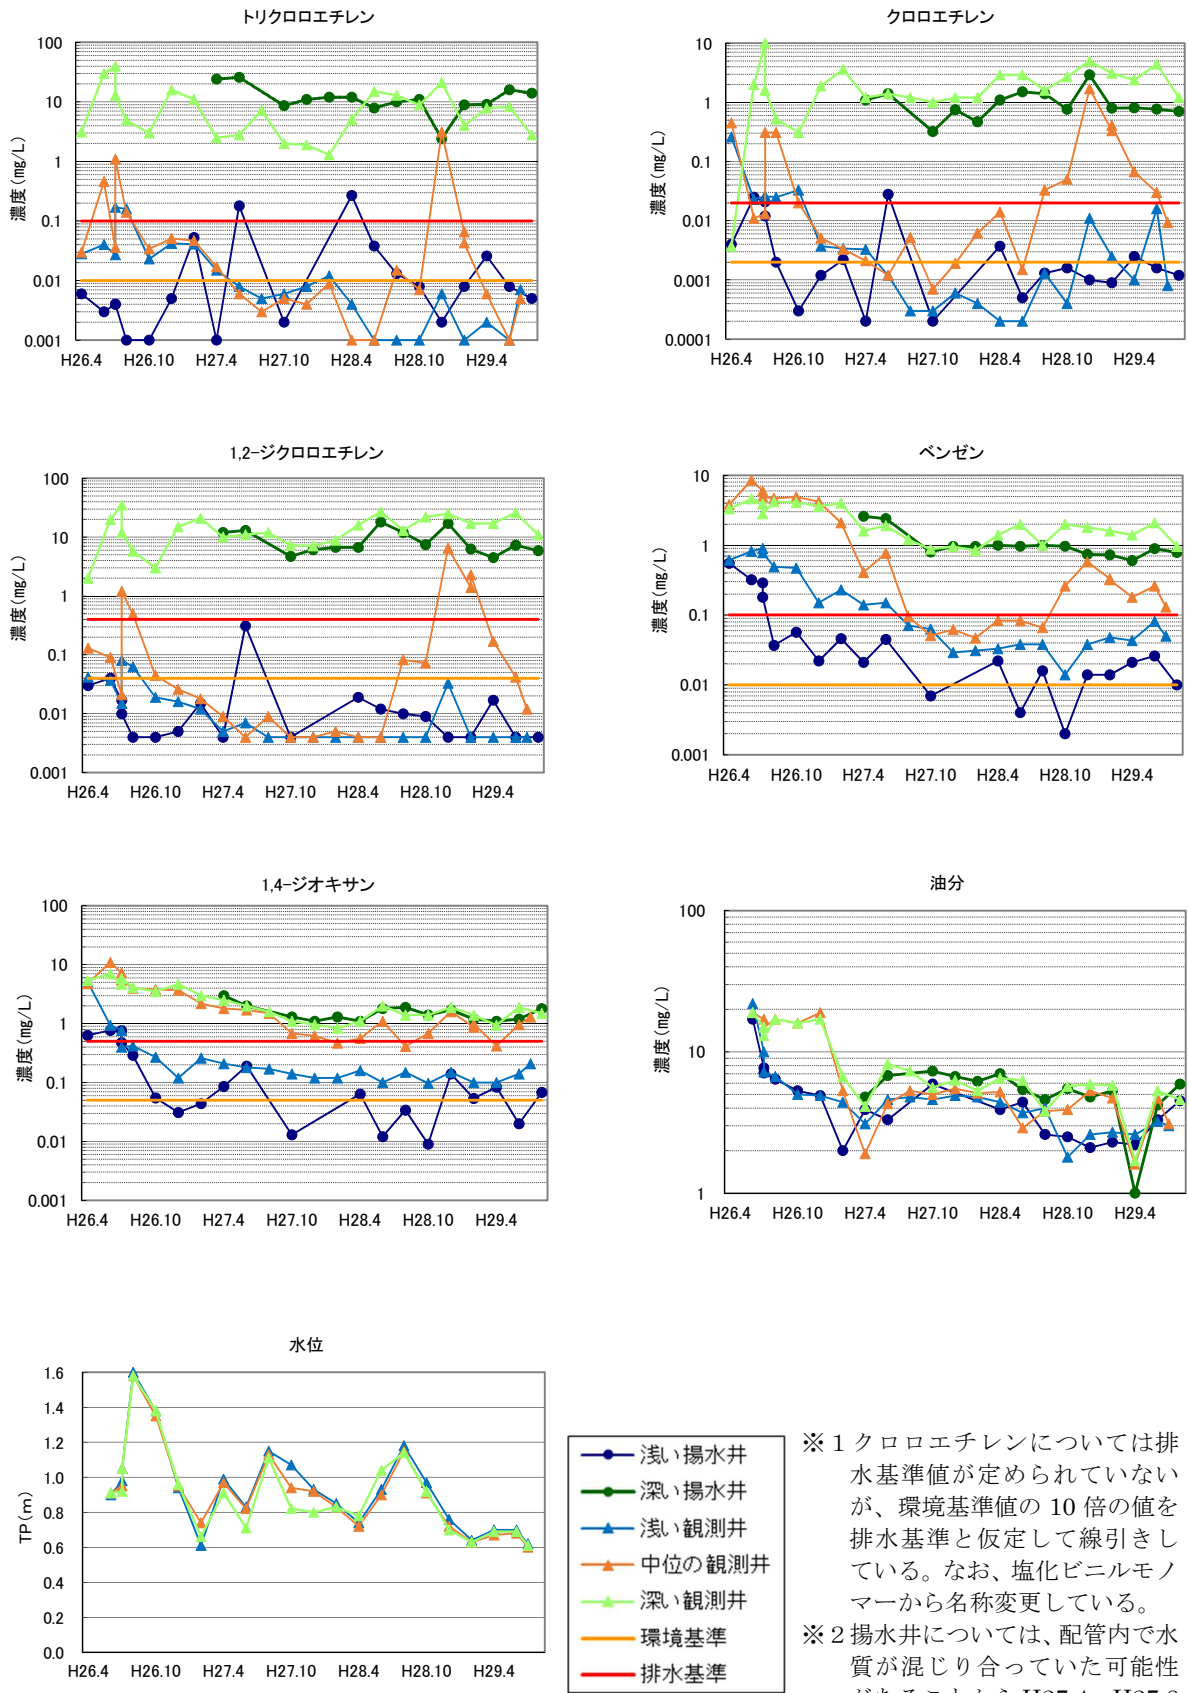 トリクロロエチレン
100
10
1
0.1
0.01
0.001
濃度(mg/L)
H26.4 H26.10 H27.4 H27.10 H28.4 H28.10 H29.4
クロロエチレン
10
1
0.1
0.01
0.001
0.0001
濃度(mg/L)
H26.4 H26.10 H27.4 H27.10 H28.4 H28.10 H29.4
1,2-ジクロロエチレン
100
10
1
0.1
0.01
0.001
濃度(mg/L)
H26.4 H26.10 H27.4 H27.10 H28.4 H28.10 H29.4
ベンゼン
10
1
0.1
0.01
0.001
濃度(mg/L)
H26.4 H26.10 H27.4 H27.10 H28.4 H28.10 H29.4
1,4-ジオキサン
100
10
1
0.1
0.01
0.001
濃度(mg/L)
H26.4 H26.10 H27.4 H27.10 H28.4 H28.10 H29.4
油分
100
10
1
濃度(mg/L)
H26.4 H26.10 H27.4 H27.10 H28.4 H28.10 H29.4
水位
1.6
1.4
1.2
1.0
0.8
0.6
0.4
0.2
0.0
TP(m)
H26.4 H26.10 H27.4 H27.10 H28.4 H28.10 H29.4
浅い揚水井
深い揚水井
浅い観測井
中位の観測井
深い観測井
環境基準
排水基準
※1クロロエチレンについては排
水基準値が定められていない
が、環境基準値の 10 倍の値を
排水基準と仮定して線引きし
ている。なお、塩化ビニルモノ
マーから名称変更している。
※2揚水井については、配管内で水
質が混じり合っていた可能性